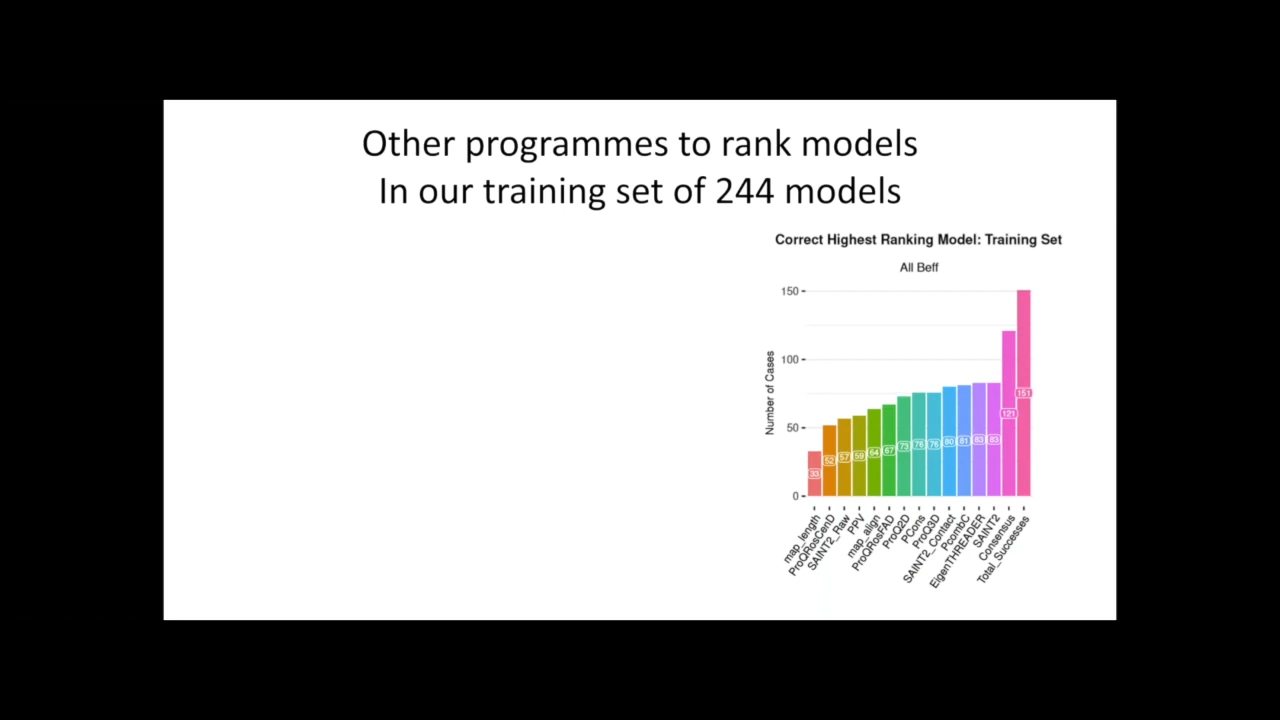 Other programmes to rank models
In our training set of 244 models
Correct Highest Ranking Model: Training Set
All Beff
150
100
50
0
Number of Cases
33
52
57
59
64
67
73
76
76
80
81
83
83
121
151
map_length
ProQRosCenD
SAINT2_Raw
PPV
map_align
ProQRosFAD
ProQ2D
PCons
ProQ3D
SAINT2_Contact
PcombC
EigenTHREADER
SAINT2
Consensus
Total_Successes